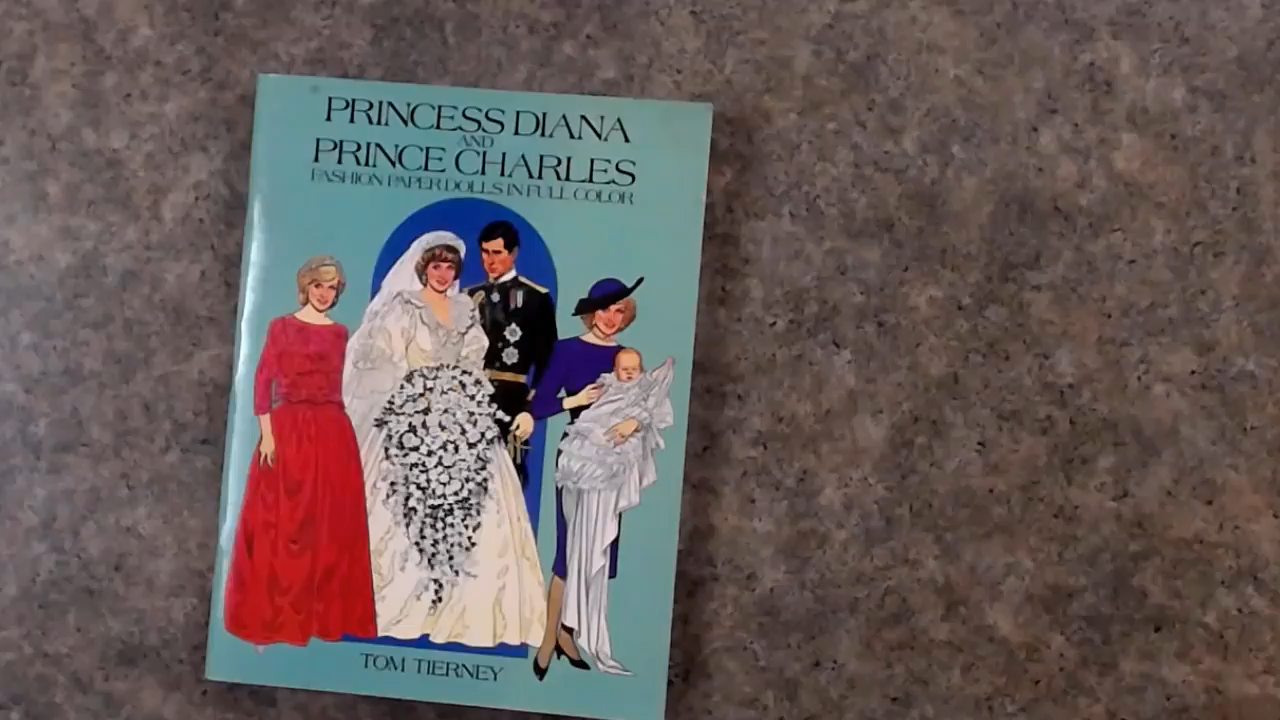 PRINCESS DIANA
AND
PRINCE CHARLES
FASHION PAPER DOLLS IN FULL COLOR
TOM TIERNEY